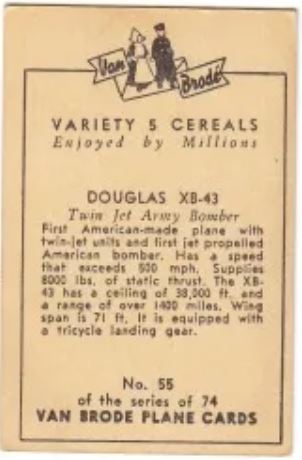 Van Brode
VARIETY 5 CEREALS
Enjoyed by Millions
DOUGLAS XB-43
Twin Jet Army Bomber
First American-made plane with
twin-jet units and first jet propelled
American bomber. Has a speed
that exceeds 500 mph. Supplies
8000 lbs. of static thrust. The XB-
43 has a ceiling of 38,000 ft. and
a range of over 1400 miles. Wing
span is 71 ft. It is equipped with
a tricycle landing gear.
No. 55
of the series of 74
VAN BRODE PLANE CARDS